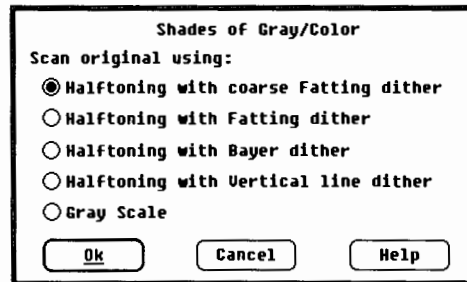 Shades of Gray/Color
Scan original using:
Halftoning with coarse Fatting dither
Halftoning with Fatting dither
Halftoning with Bayer dither
Halftoning with Vertical line dither
Gray Scale
Ok Cancel Help